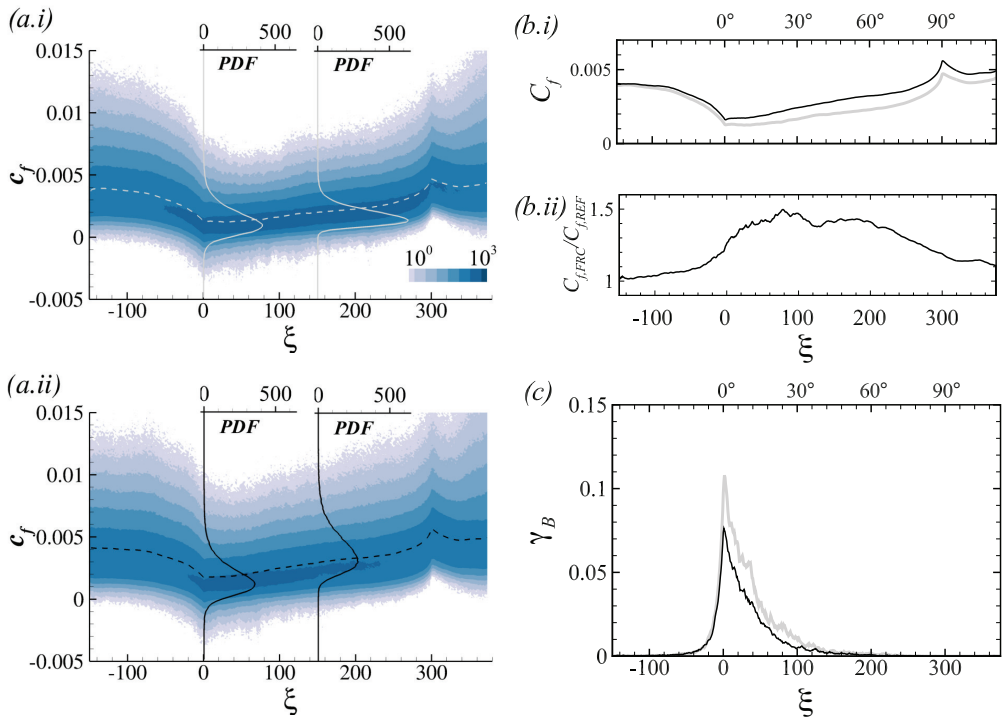 (a.i)
0 500 0 500
PDF PDF
0.015
0.01
0.005
0
-0.005
c_f
10^0 10^3
-100 0 100 200 300
ξ
(b.i)
0° 30° 60° 90°
0.005
0
C_f
(b.ii)
1.5
1
C_{f,FRC}/C_{f,REF}
-100 0 100 200 300
ξ
(a.ii)
0 500 0 500
PDF PDF
0.015
0.01
0.005
0
-0.005
c_f
-100 0 100 200 300
ξ
(c)
0° 30° 60° 90°
0.15
0.1
0.05
0
γ_B
-100 0 100 200 300
ξ